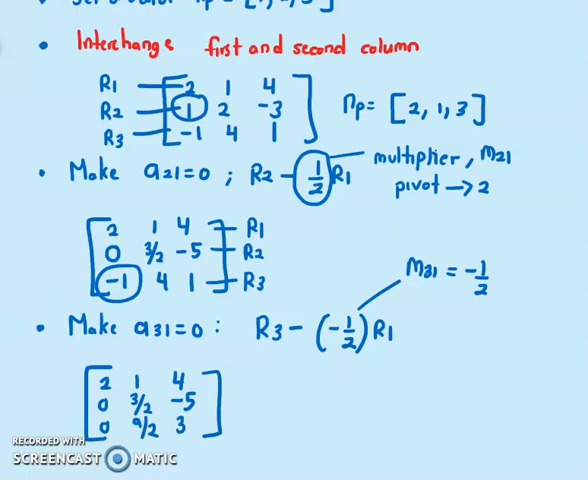 • Interchange first and second column
R1 [ 2 1 4 ]
R2 [ 1 2 -3 ] np = [2, 1, 3]
R3 [ -1 4 1 ]
• Make a21=0 ; R2 - 1/2 R1 multiplier, m21
pivot → 2
[ 2 1 4 ] R1
[ 0 3/2 -5 ] R2
[ -1 4 1 ] R3
m31 = -1/2
• Make a31=0 : R3 - (-1/2) R1
[ 2 1 4 ]
[ 0 3/2 -5 ]
[ 0 9/2 3 ]
RECORDED WITH
SCREENCAST MATIC